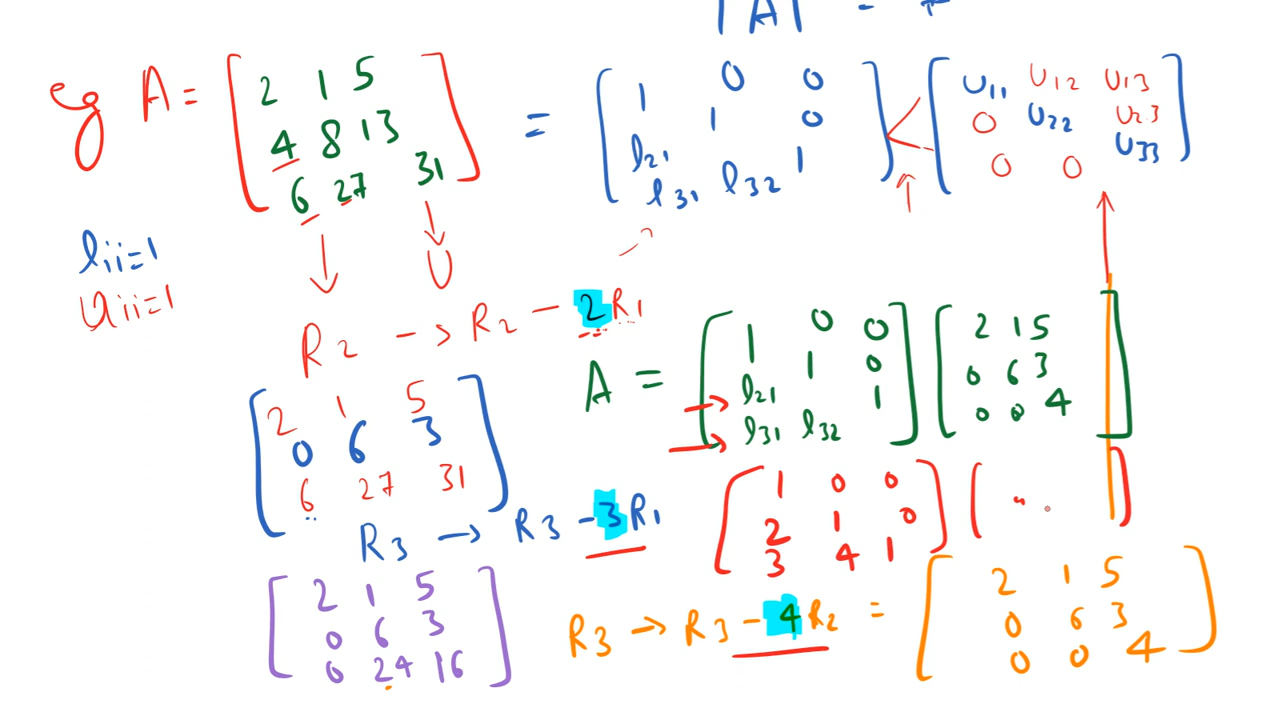 |A| =
eg A = [ 2 1 5 ] = [ 1 0 0 ] [ U11 U12 U13 ]
[ 4 8 13 ] [ l21 1 0 ] [ 0 U22 U23 ]
[ 6 27 31 ] [ l31 l32 1 ] [ 0 0 U33 ]
lii=1
U
uii=1
R2 → R2 - 2R1
A = [ 1 0 0 ] [ 2 1 5 ]
[ l21 1 0 ] [ 0 6 3 ]
[ l31 l32 1 ] [ 0 0 4 ]
[ 2 1 5 ]
[ 0 6 3 ]
[ 6 27 31 ]
R3 → R3 - 3R1
[ 1 0 0 ] [ ]
[ 2 1 0 ]
[ 3 4 1 ]
[ 2 1 5 ]
[ 0 6 3 ]
[ 0 24 16 ]
R3 → R3 - 4R2 = [ 2 1 5 ]
[ 0 6 3 ]
[ 0 0 4 ]